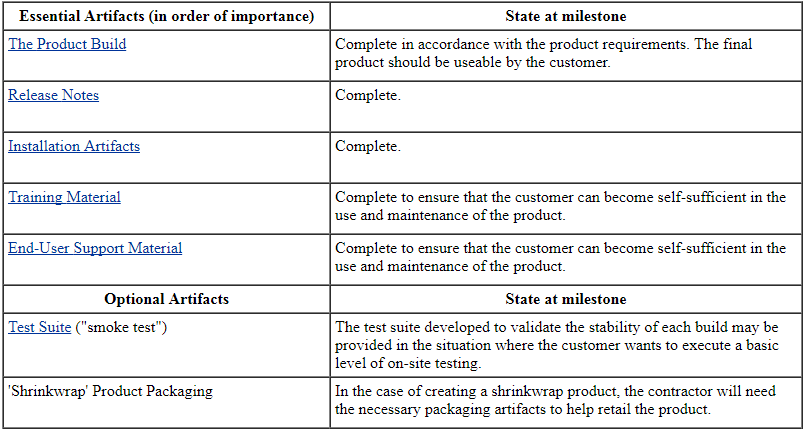 Essential Artifacts (in order of importance) State at milestone
The Product Build Complete in accordance with the product requirements. The final
product should be useable by the customer.
Release Notes Complete.
Installation Artifacts Complete.
Training Material Complete to ensure that the customer can become self-sufficient in the
use and maintenance of the product.
End-User Support Material Complete to ensure that the customer can become self-sufficient in the
use and maintenance of the product.
Optional Artifacts State at milestone
Test Suite ("smoke test") The test suite developed to validate the stability of each build may be
provided in the situation where the customer wants to execute a basic
level of on-site testing.
'Shrinkwrap' Product Packaging In the case of creating a shrinkwrap product, the contractor will need
the necessary packaging artifacts to help retail the product.